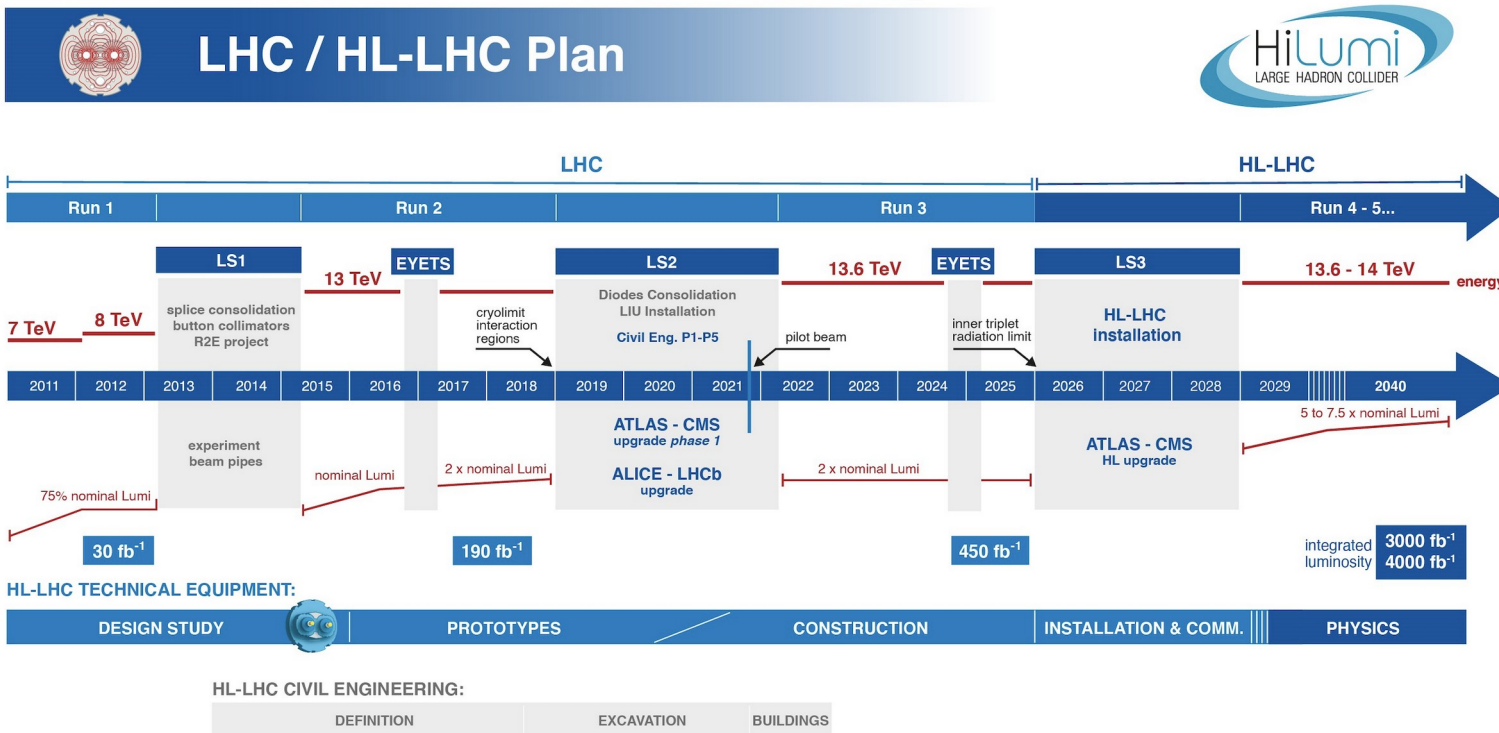 LHC / HL-LHC Plan
HiLumi
LARGE HADRON COLLIDER
LHC
HL-LHC
Run 1
Run 2
Run 3
Run 4 - 5...
LS1
EYETS
LS2
EYETS
LS3
13 TeV
13.6 TeV
13.6 - 14 TeV
energy
7 TeV
8 TeV
splice consolidation
button collimators
R2E project
cryolimit
interaction
regions
Diodes Consolidation
LIU Installation
Civil Eng. P1-P5
pilot beam
inner triplet
radiation limit
HL-LHC
installation
2011
2012
2013
2014
2015
2016
2017
2018
2019
2020
2021
2022
2023
2024
2025
2026
2027
2028
2029
2040
experiment
beam pipes
ATLAS - CMS
upgrade phase 1
ALICE - LHCb
upgrade
ATLAS - CMS
HL upgrade
5 to 7.5 x nominal Lumi
75% nominal Lumi
nominal Lumi
2 x nominal Lumi
2 x nominal Lumi
30 fb-1
190 fb-1
450 fb-1
integrated
luminosity
3000 fb-1
4000 fb-1
HL-LHC TECHNICAL EQUIPMENT:
DESIGN STUDY
PROTOTYPES
CONSTRUCTION
INSTALLATION & COMM.
PHYSICS
HL-LHC CIVIL ENGINEERING:
DEFINITION
EXCAVATION
BUILDINGS